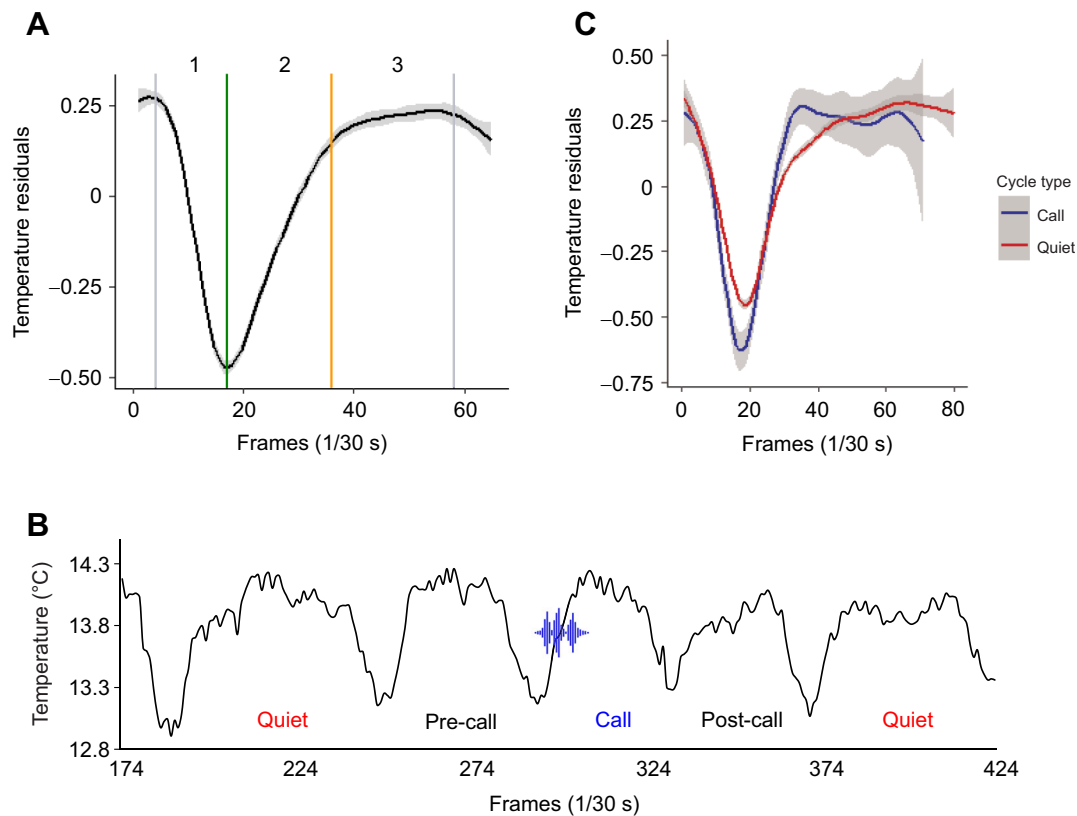 A
1 2 3
0.25
0
−0.25
−0.50
0 20 40 60
Frames (1/30 s)
Temperature residuals
C
0.50
0.25
0
−0.25
−0.50
−0.75
0 20 40 60 80
Frames (1/30 s)
Temperature residuals
Cycle type
Call
Quiet
B
14.3
13.8
13.3
12.8
Temperature (°C)
Quiet Pre-call Call Post-call Quiet
174 224 274 324 374 424
Frames (1/30 s)